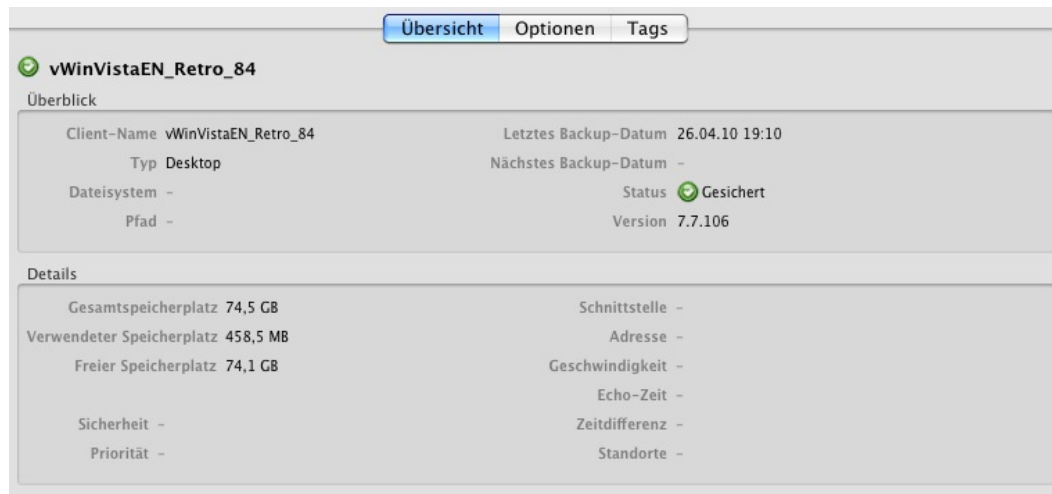 Übersicht Optionen Tags
vWinVistaEN_Retro_84
Überblick
Client-Name vWinVistaEN_Retro_84 Letztes Backup-Datum 26.04.10 19:10
Typ Desktop Nächstes Backup-Datum -
Dateisystem - Status Gesichert
Pfad - Version 7.7.106
Details
Gesamtspeicherplatz 74,5 GB Schnittstelle -
Verwendeter Speicherplatz 458,5 MB Adresse -
Freier Speicherplatz 74,1 GB Geschwindigkeit -
Echo-Zeit -
Sicherheit - Zeitdifferenz -
Priorität - Standorte -